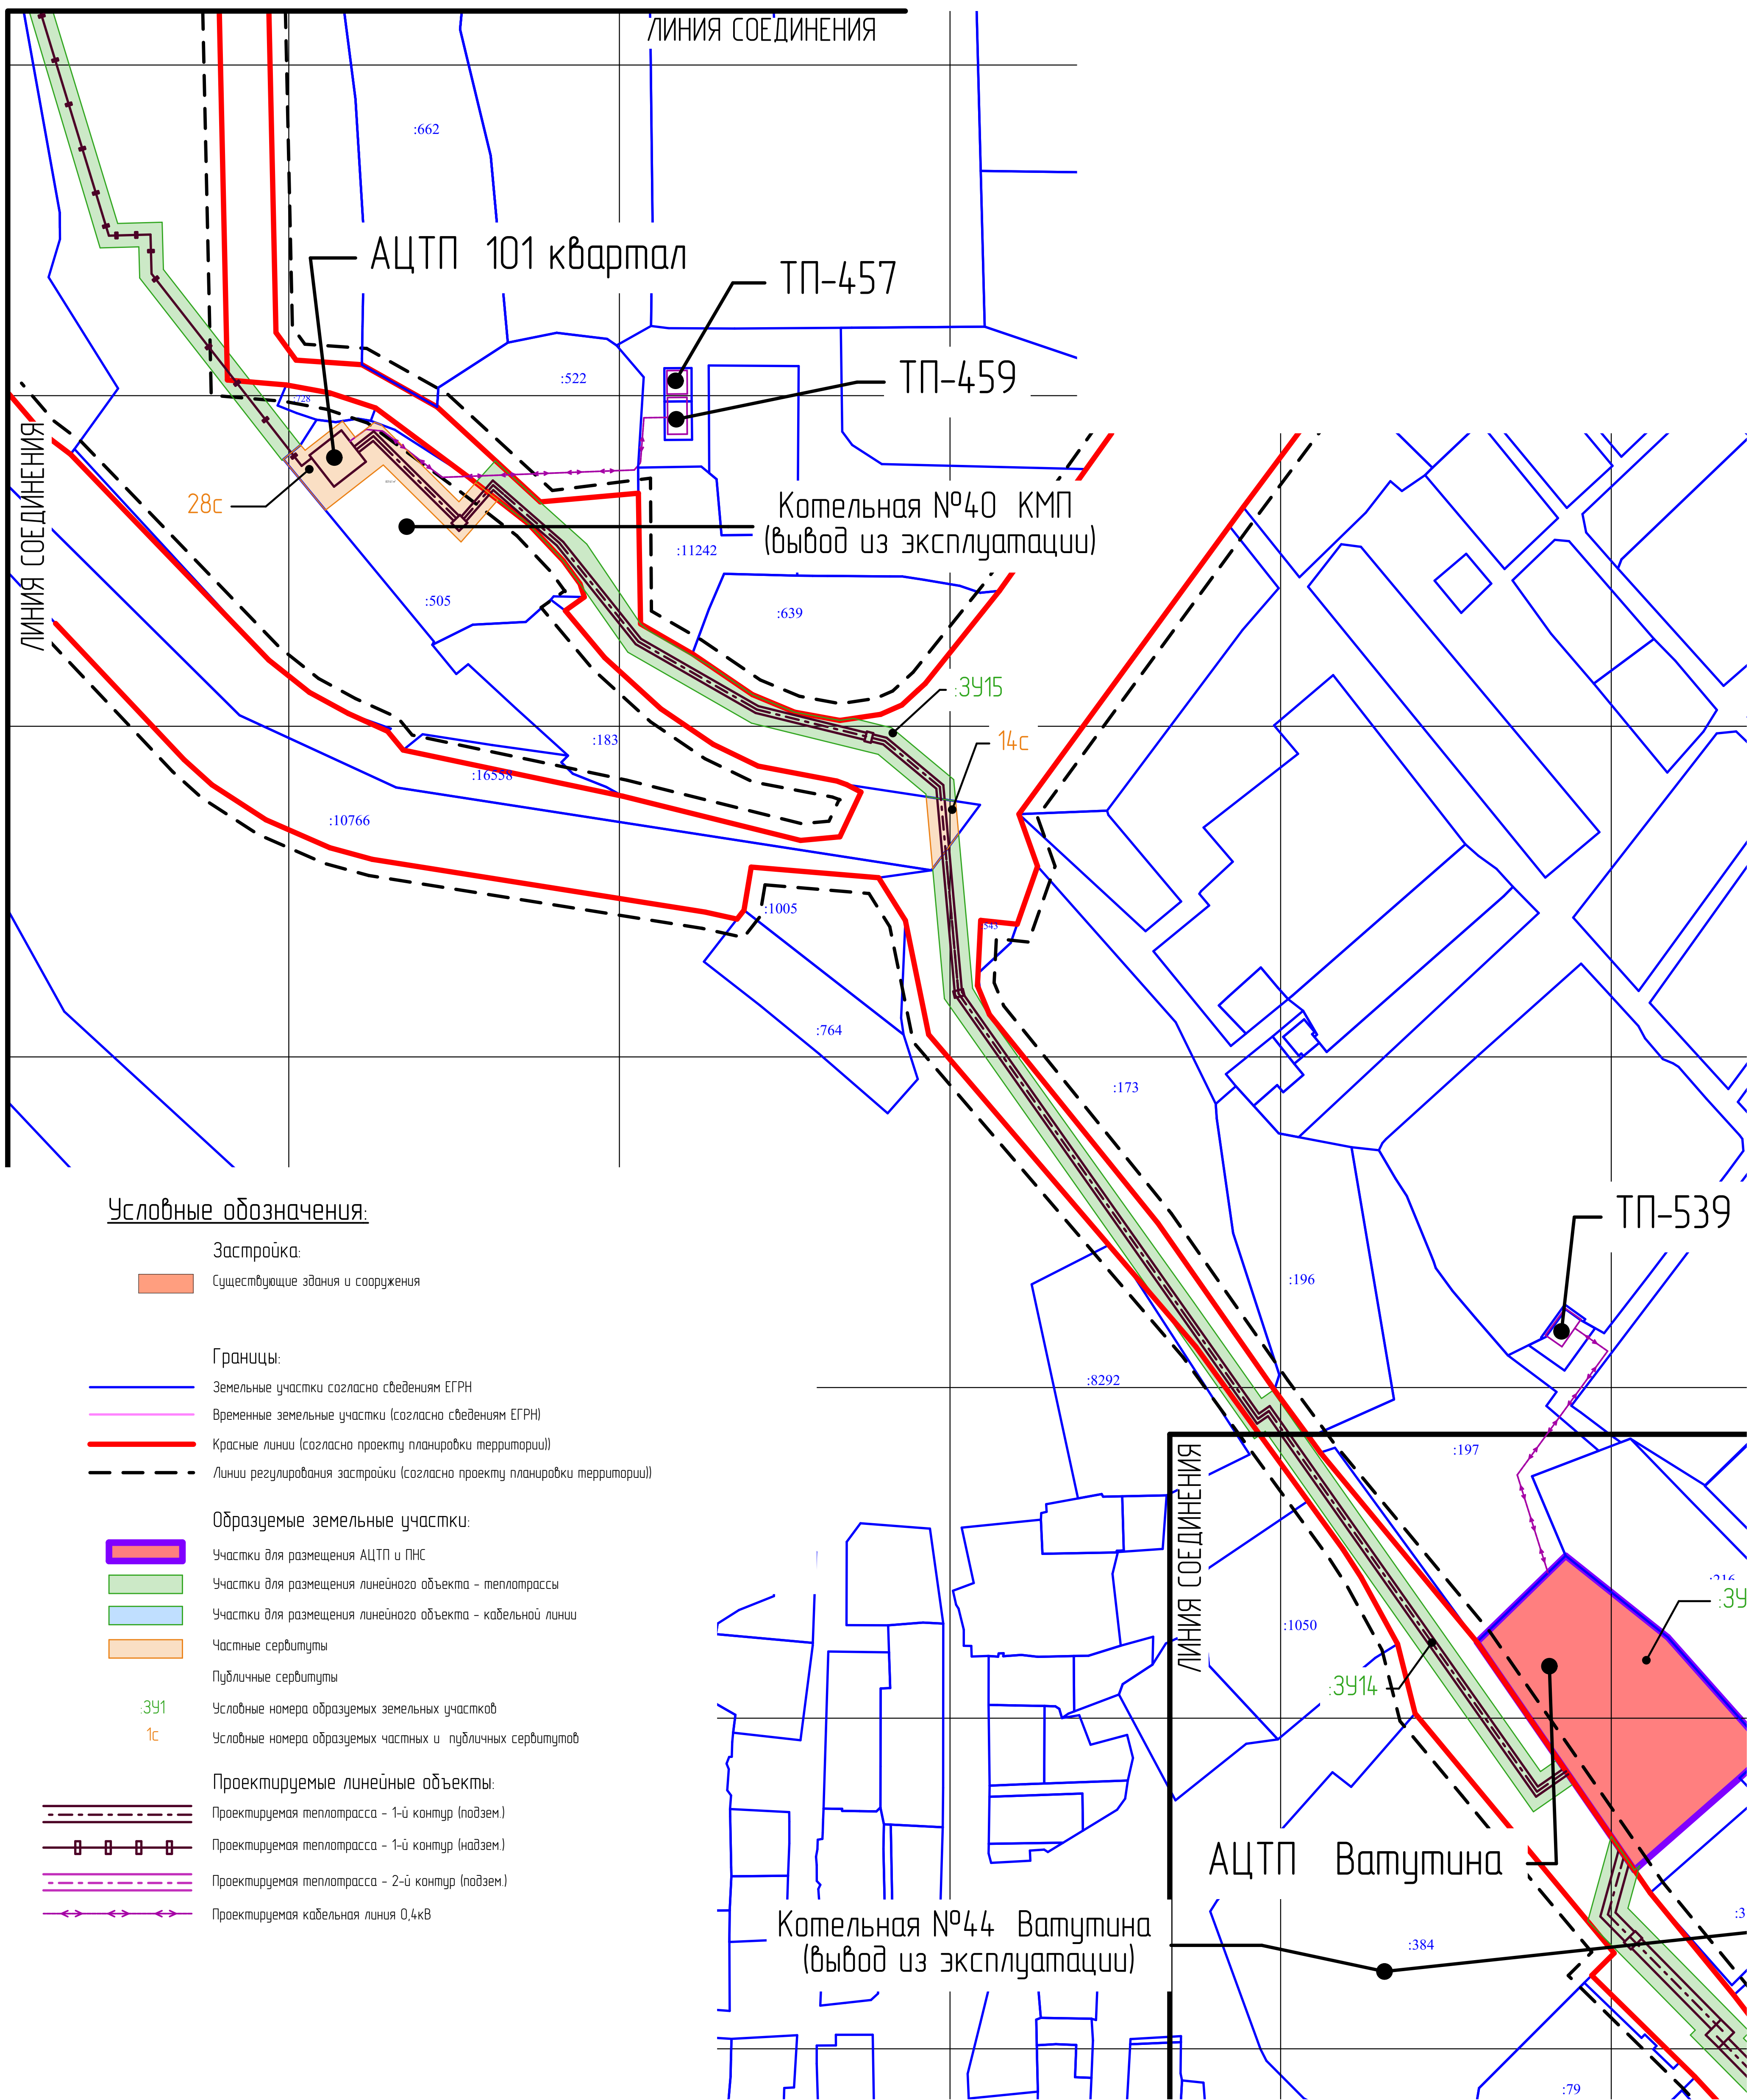 ЛИНИЯ СОЕДИНЕНИЯ
:662
АЦТП 101 квартал
ТП-457
:522
ТП-459
:728
ЛИНИЯ СОЕДИНЕНИЯ
28с
Котельная №40 КМП
(вывод из эксплуатации)
:11242
:505
:639
:ЗУ15
:183
14с
:16558
:10766
:1005
:543
:764
:173
ТП-539
:196
:8292
:197
ЛИНИЯ СОЕДИНЕНИЯ
:216
:ЗУ
:1050
:ЗУ14
АЦТП Ватутина
Котельная №44 Ватутина
(вывод из эксплуатации)
:384
:3
:79
Условные обозначения:
Застройка:
Существующие здания и сооружения
Границы:
Земельные участки согласно сведениям ЕГРН
Временные земельные участки (согласно сведениям ЕГРН)
Красные линии (согласно проекту планировки территории))
Линии регулирования застройки (согласно проекту планировки территории))
Образуемые земельные участки:
Участки для размещения АЦТП и ПНС
Участки для размещения линейного объекта - теплотрассы
Участки для размещения линейного объекта - кабельной линии
Частные сервитуты
Публичные сервитуты
:ЗУ1 Условные номера образуемых земельных участков
1с Условные номера образуемых частных и публичных сервитутов
Проектируемые линейные объекты:
Проектируемая теплотрасса - 1-й контур (подзем.)
Проектируемая теплотрасса - 1-й контур (надзем.)
Проектируемая теплотрасса - 2-й контур (подзем.)
Проектируемая кабельная линия 0,4кВ